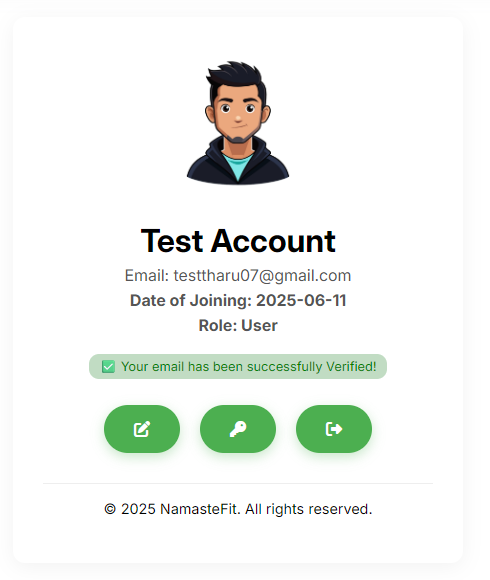 Test Account
Email: testtharu07@gmail.com
Date of Joining: 2025-06-11
Role: User
✅ Your email has been successfully Verified!
© 2025 NamasteFit. All rights reserved.